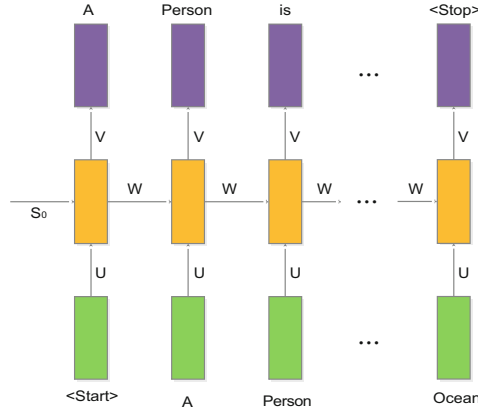 A Person is <Stop>
...
V V V V
W W W W
S₀ ...
U U U U
...
<Start> A Person Ocean